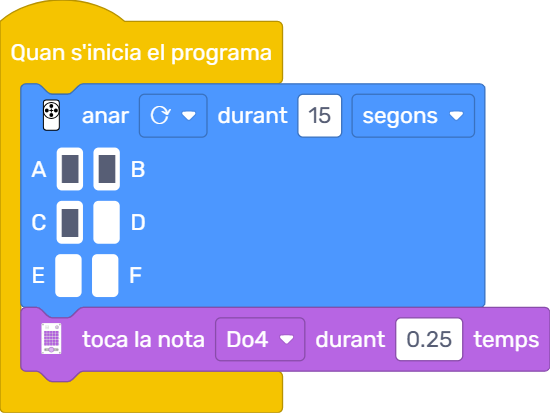 Quan s'inicia el programa
anar durant 15 segons
A B
C D
E F
toca la nota Do4 durant 0.25 temps